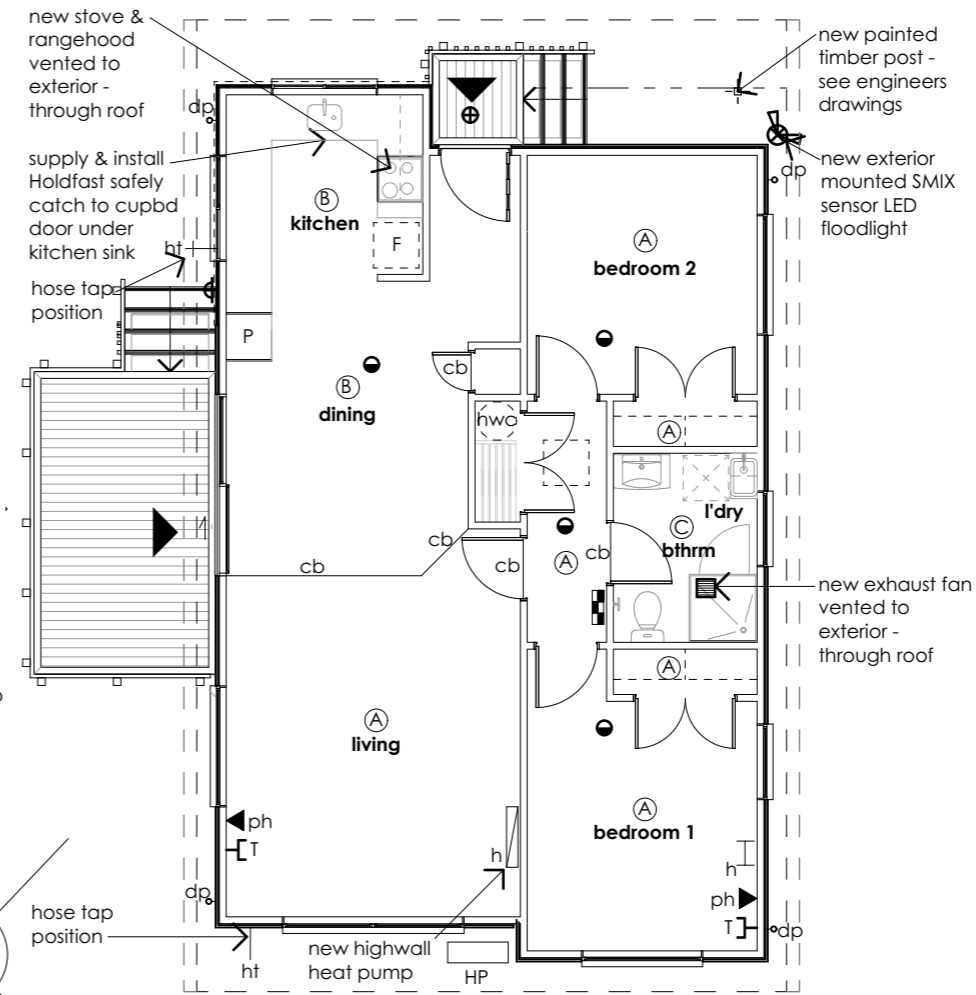 new stove &
rangehood
vented to
exterior -
through roof
new painted
timber post -
see engineers
drawings
dp
supply & install
Holdfast safely
catch to cupbd
door under
kitchen sink
B
kitchen
F
dp
new exterior
mounted SMIX
sensor LED
floodlight
A
bedroom 2
ht
hose tap
position
P
cb
B
dining
hwc
A
l'dry
C
bthrm
cb
cb
cb
cb
A
new exhaust fan
vented to
exterior -
through roof
A
A
living
A
bedroom 1
ph
T
h
h
ph
T
dp
dp
hose tap
position
ht
new highwall
heat pump
HP